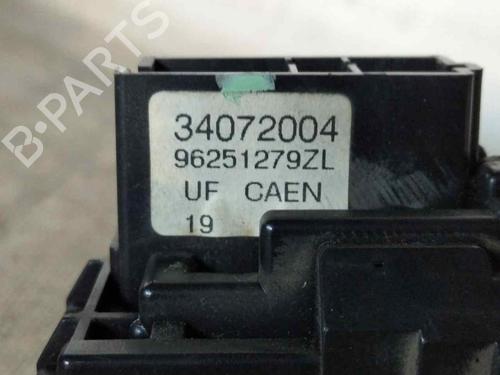 B-PARTS
34072004
96251279ZL
UF CAEN
19